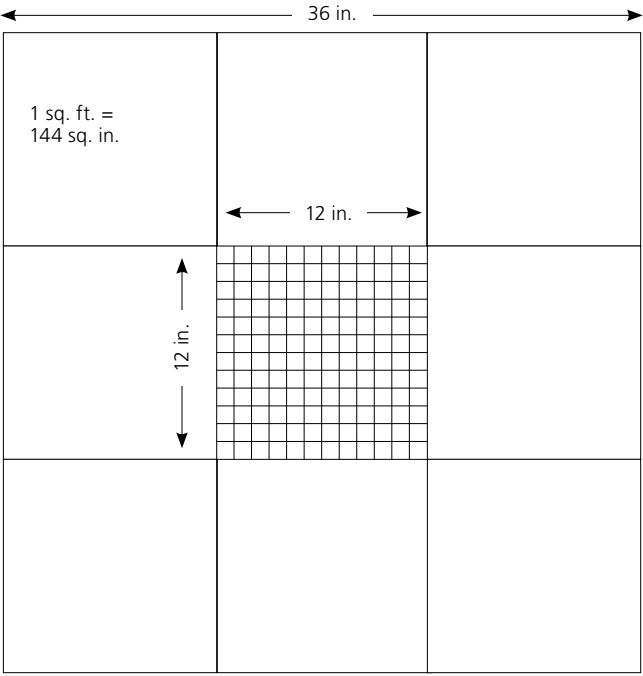 36 in.
1 sq. ft. =
144 sq. in.
12 in.
12 in.